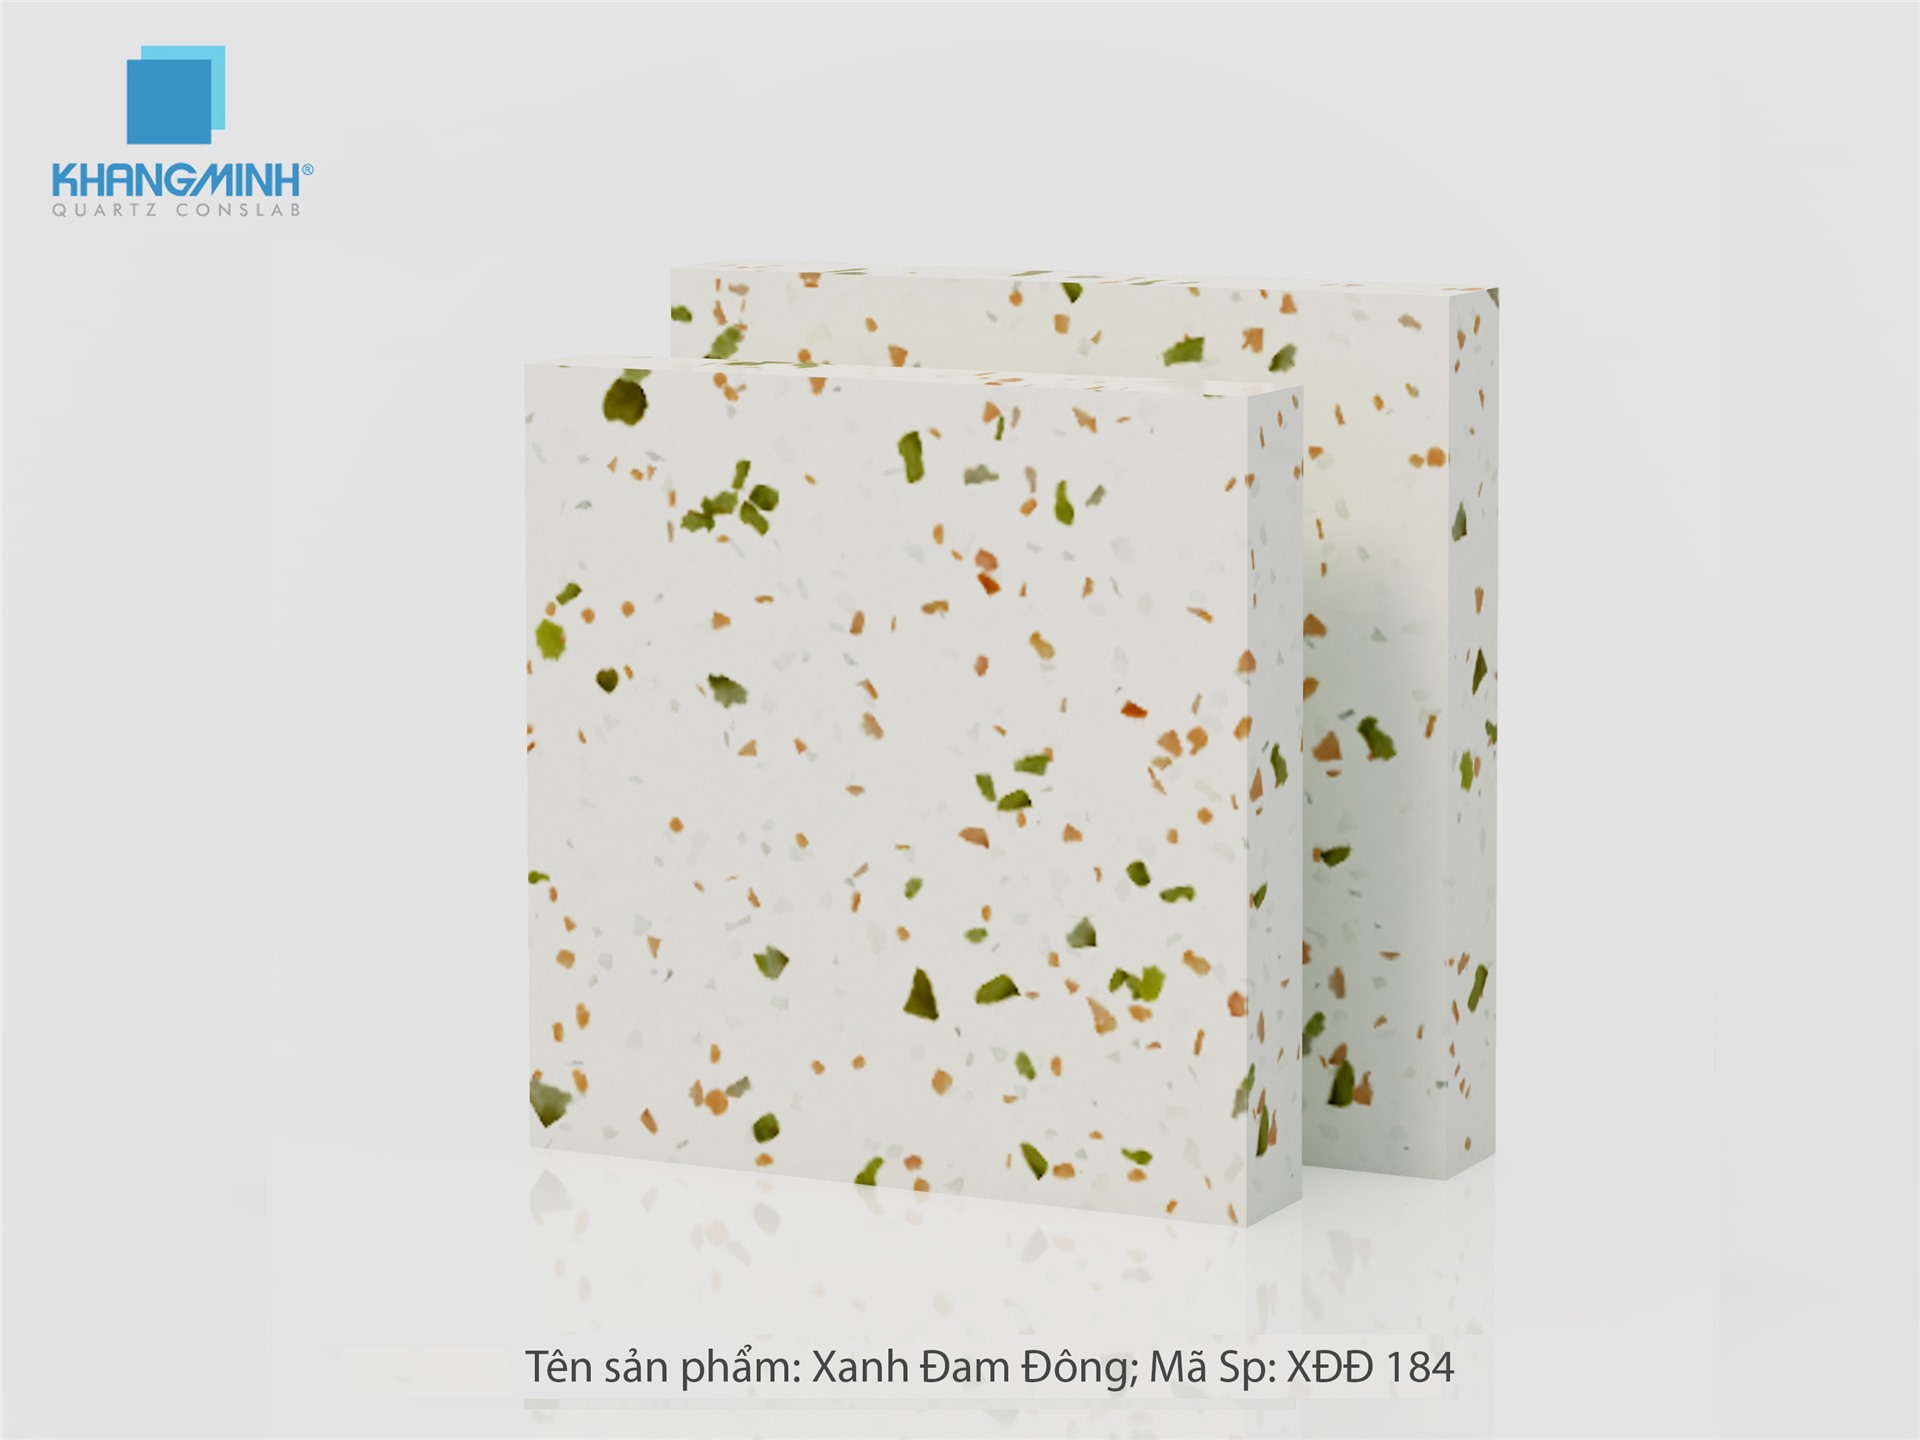 KHANGMINH®
QUARTZ CONSLAB
Tên sản phẩm: Xanh Đam Đông; Mã Sp: XĐĐ 184